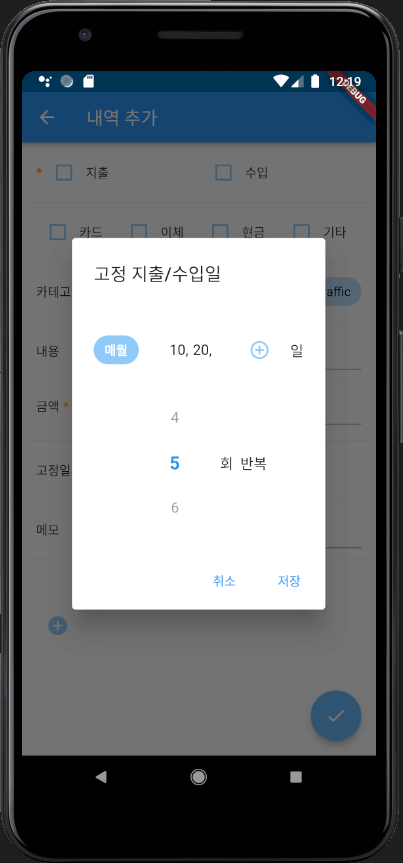 12:19
DEBUG
내역 추가
* 지출 수입
카드 이체 현금 기타
카테고 raffic
내용
금액 *
고정일
메모
고정 지출/수입일
매월 10, 20, 일
4
5 회 반복
6
취소 저장